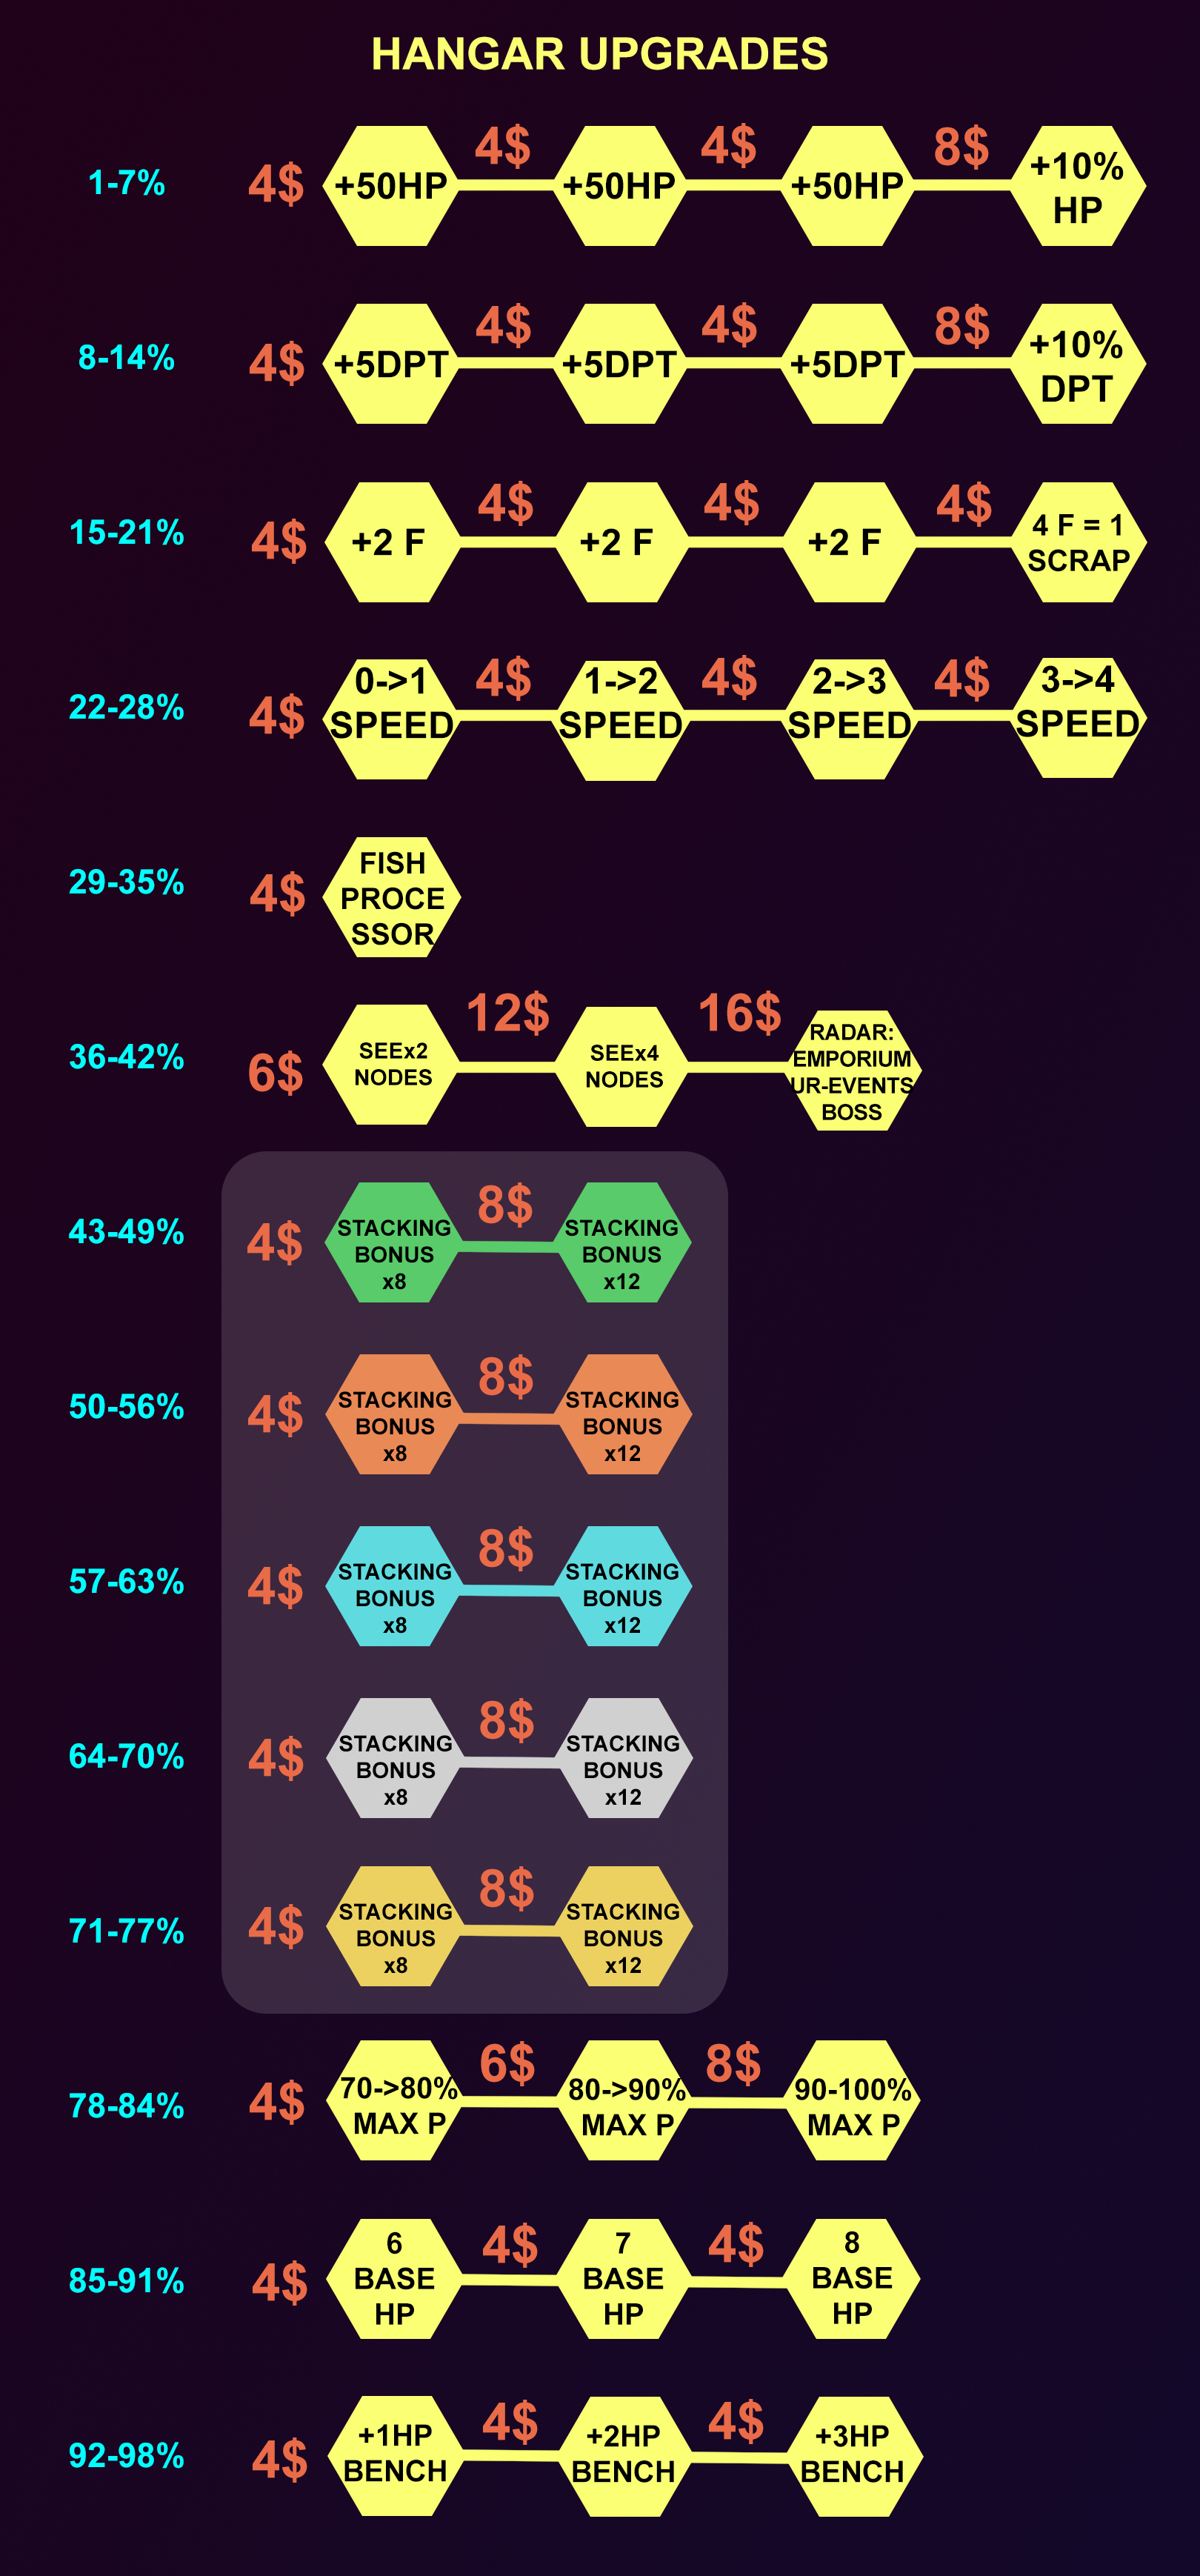 HANGAR UPGRADES
4$ 4$ 8$
1-7% 4$ +50HP +50HP +50HP +10%
HP
4$ 4$ 8$
8-14% 4$ +5DPT +5DPT +5DPT +10%
DPT
4$ 4$ 4$
15-21% 4$ +2 F +2 F +2 F 4 F = 1
SCRAP
0->1 4$ 1->2 4$ 2->3 4$ 3->4
22-28% 4$ SPEED SPEED SPEED SPEED
FISH
29-35% 4$ PROCE
SSOR
12$ 16$
RADAR:
SEEx2 SEEx4 EMPORIUM
36-42% 6$ NODES NODES UR-EVENTS
BOSS
8$
STACKING STACKING
43-49% 4$ BONUS BONUS
x8 x12
8$
STACKING STACKING
50-56% 4$ BONUS BONUS
x8 x12
8$
STACKING STACKING
57-63% 4$ BONUS BONUS
x8 x12
8$
STACKING STACKING
64-70% 4$ BONUS BONUS
x8 x12
8$
STACKING STACKING
71-77% 4$ BONUS BONUS
x8 x12
6$ 8$
70->80% 80->90% 90-100%
78-84% 4$ MAX P MAX P MAX P
6 4$ 7 4$ 8
85-91% 4$ BASE BASE BASE
HP HP HP
4$ 4$
+1HP +2HP +3HP
92-98% 4$ BENCH BENCH BENCH